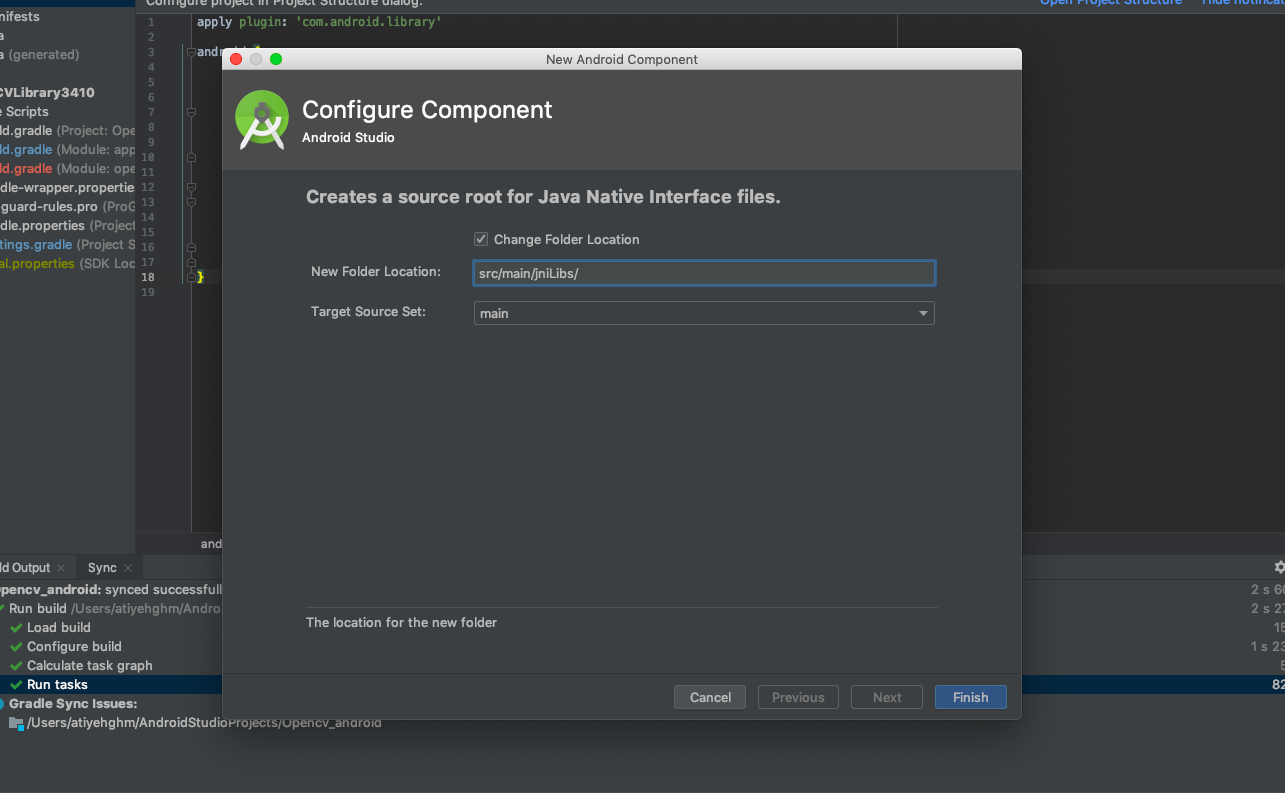 Configure project in Project Structure dialog.
Open Project Structure
Hide notificat
nifests
a
a (generated)
CVLibrary3410
e Scripts
ld.gradle (Project: Ope
ld.gradle (Module: app
ld.gradle (Module: ope
dle-wrapper.properties
-guard-rules.pro (ProG
dle.properties (Project
tings.gradle (Project S
al.properties (SDK Loc
1 apply plugin: 'com.android.library'
2
3 andr
4
5
6
7
8
9
10
11
12
13
14
15
16
17
18 }
19
and
New Android Component
Configure Component
Android Studio
Creates a source root for Java Native Interface files.
Change Folder Location
New Folder Location: src/main/jniLibs/
Target Source Set: main
The location for the new folder
Cancel
Previous
Next
Finish
ld Output
Sync
pencv_android: synced successfull
2 s 60
Run build /Users/atiyehghm/Andro
2 s 27
Load build
15
Configure build
1 s 23
Calculate task graph
Run tasks
82
Gradle Sync Issues:
/Users/atiyehghm/AndroidStudioProjects/Opencv_android